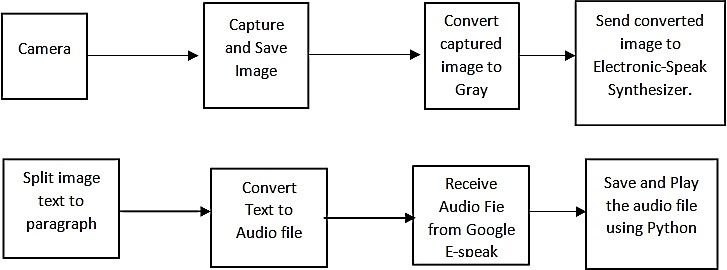 Camera
Capture
and Save
Image
Convert
captured
image to
Gray
Send converted
image to
Electronic-Speak
Synthesizer.
Split image
text to
paragraph
Convert
Text to
Audio file
Receive
Audio Fie
from Google
E-speak
Save and Play
the audio file
using Python